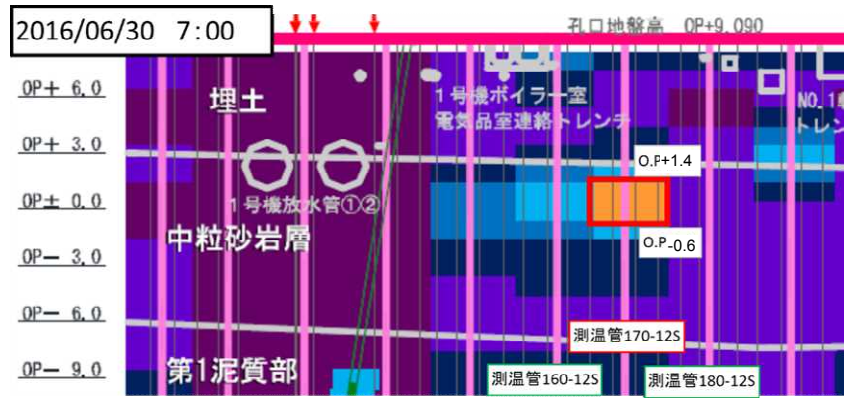 2016/06/30 7:00
孔口地盤高 OP+9.090
OP+ 6.0
埋土
1号機ボイラー室
電気品室連絡トレンチ
NO.1
トレン
OP+ 3.0
O.P+1.4
OP± 0.0
1号機放水管①②
中粒砂岩層
O.P-0.6
OP- 3.0
OP- 6.0
測温管170-12S
OP- 9.0
第1泥質部
測温管160-12S
測温管180-12S